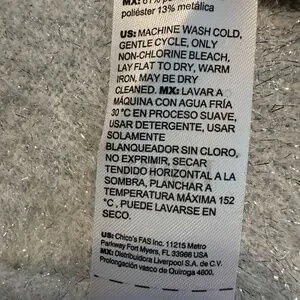 MX: 87% p
poliéster 13% metálica
US: MACHINE WASH COLD,
GENTLE CYCLE, ONLY
NON-CHLORINE BLEACH,
LAY FLAT TO DRY, WARM
IRON, MAY BE DRY
CLEANED. MX: LAVAR A
MÁQUINA CON AGUA FRÍA
30 °C EN PROCESO SUAVE,
USAR DETERGENTE, USAR
SOLAMENTE
BLANQUEADOR SIN CLORO,
NO EXPRIMIR, SECAR
TENDIDO HORIZONTAL A LA
SOMBRA, PLANCHAR A
TEMPERATURA MÁXIMA 152
°C , PUEDE LAVARSE EN
SECO.
US: Chico's FAS Inc. 11215 Metro
Parkway Fort Myers, FL 33966 USA
MX: Distribuidora Liverpool S.A. de C.V.
Prolongación vasco de Quiroga 4800,